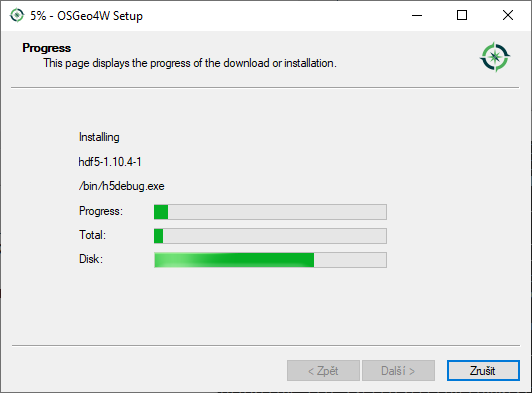 5% - OSGeo4W Setup
Progress
This page displays the progress of the download or installation.
Installing
hdf5-1.10.4-1
/bin/h5debug.exe
Progress:
Total:
Disk:
< Zpět Další > Zrušit